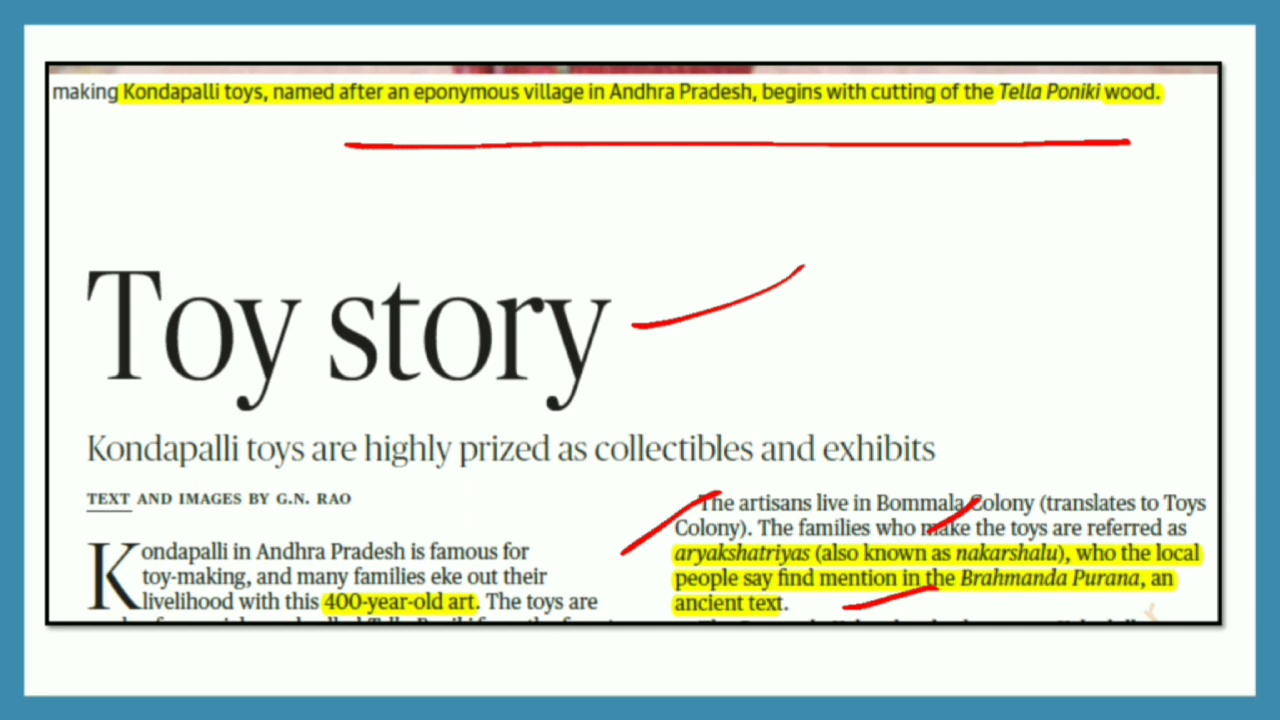 making Kondapalli toys, named after an eponymous village in Andhra Pradesh, begins with cutting of the Tella Poniki wood.
Toy story
Kondapalli toys are highly prized as collectibles and exhibits
TEXT AND IMAGES BY G.N. RAO
Kondapalli in Andhra Pradesh is famous for
toy-making, and many families eke out their
livelihood with this 400-year-old art. The toys are
The artisans live in Bommala Colony (translates to Toys
Colony). The families who make the toys are referred as
aryakshatriyas (also known as nakarshalu), who the local
people say find mention in the Brahmanda Purana, an
ancient text.